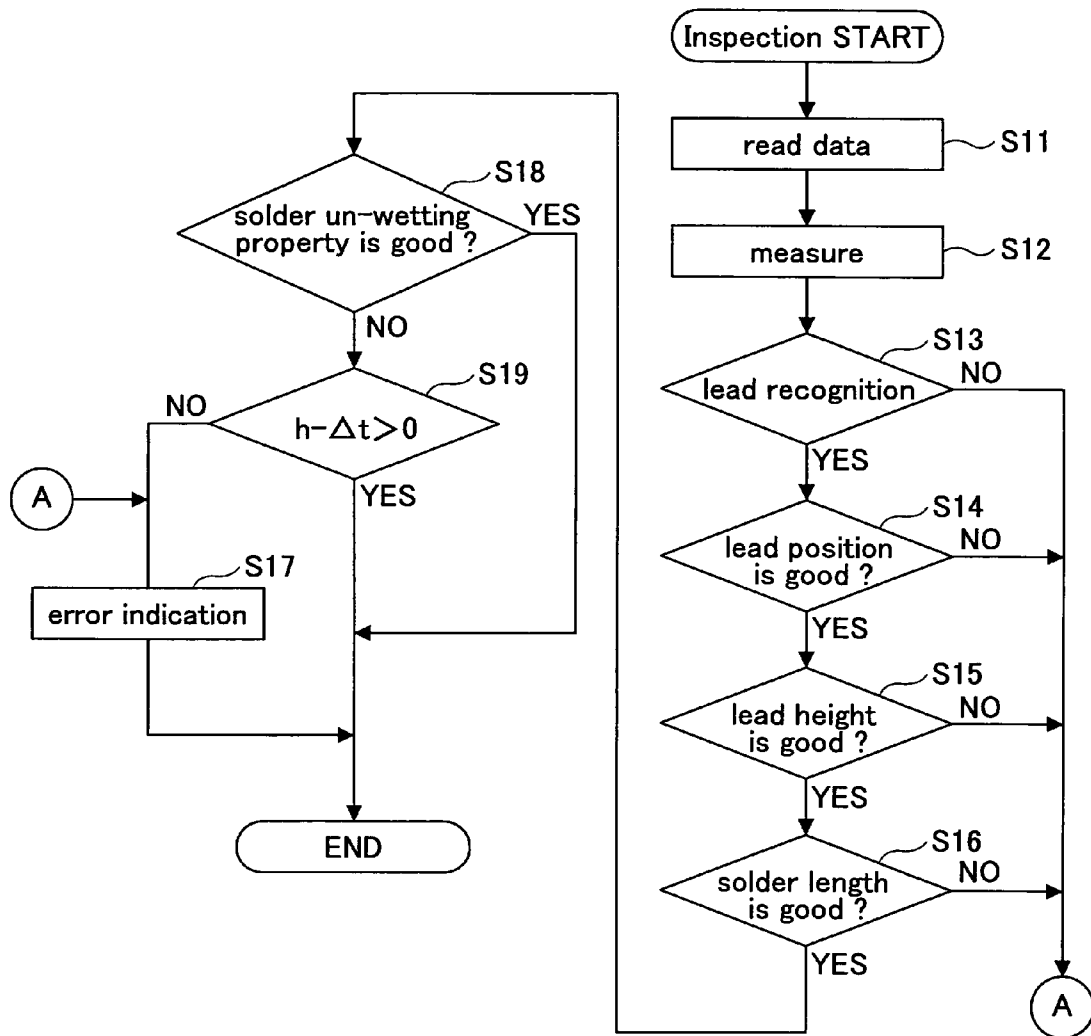 Inspection START
read data
S11
measure
S12
S13
lead recognition
NO
YES
S14
lead position
is good ?
NO
YES
S15
lead height
is good ?
NO
YES
S16
solder length
is good ?
NO
YES
A
S18
solder un-wetting
property is good ?
YES
NO
S19
h-Δt>0
NO
YES
A
S17
error indication
END